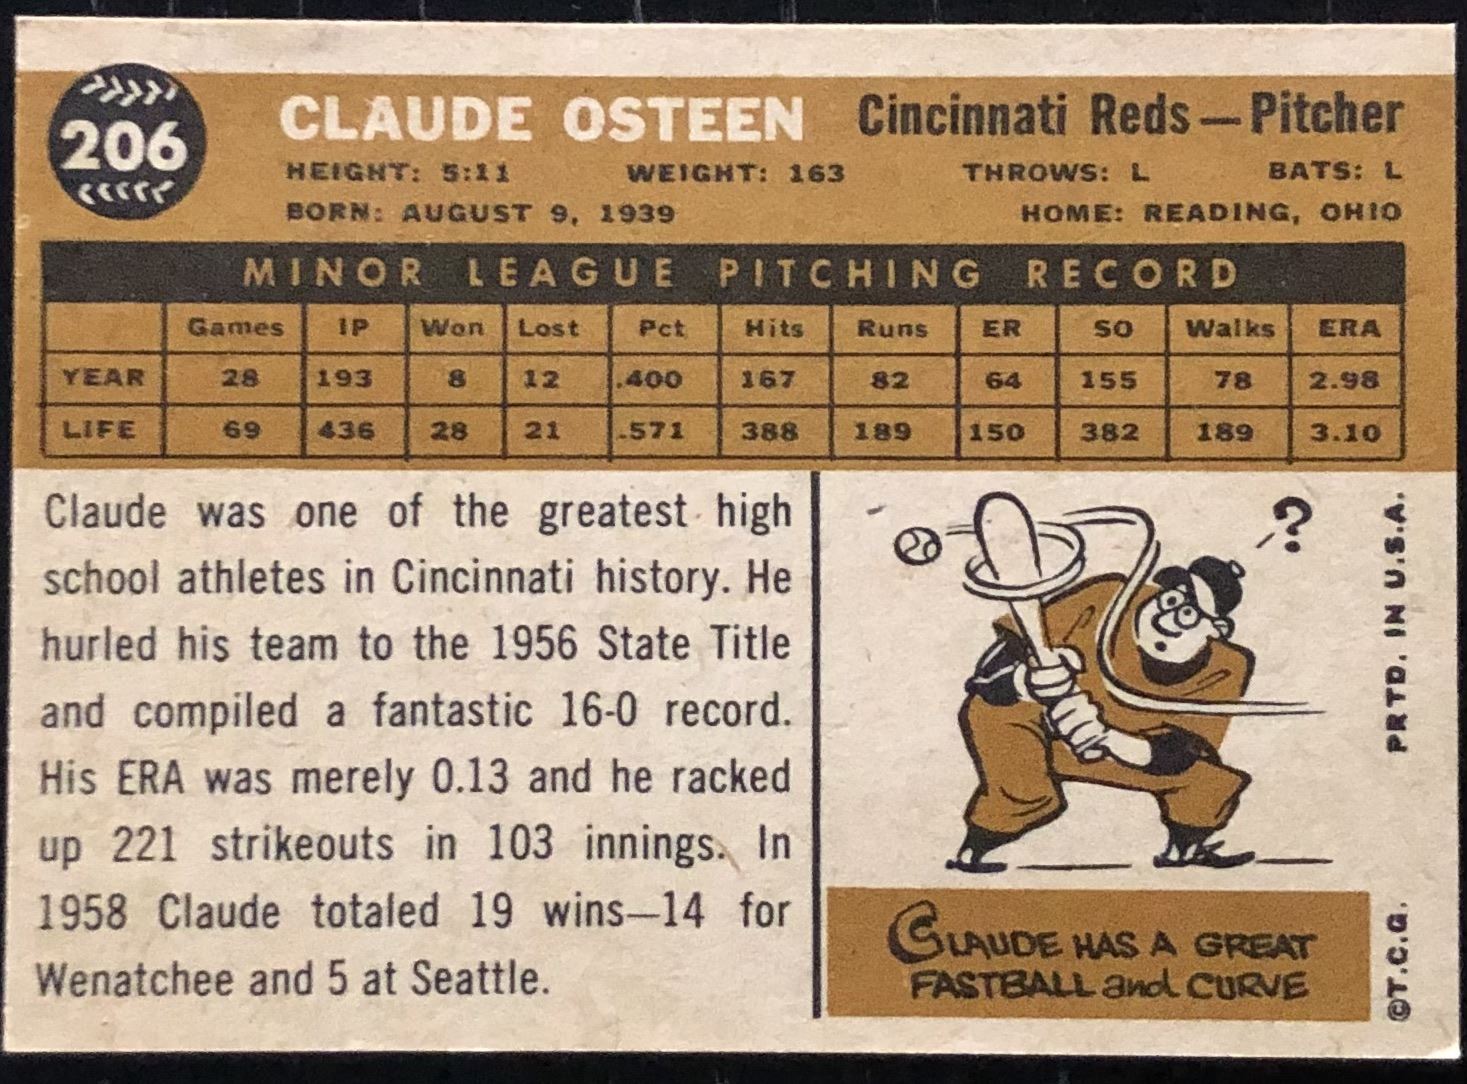 206
CLAUDE OSTEEN Cincinnati Reds—Pitcher
HEIGHT: 5:11 WEIGHT: 163 THROWS: L BATS: L
BORN: AUGUST 9, 1939 HOME: READING, OHIO
MINOR LEAGUE PITCHING RECORD
Games IP Won Lost Pct Hits Runs ER SO Walks ERA
YEAR 28 193 8 12 .400 167 82 64 155 78 2.98
LIFE 69 436 28 21 .571 388 189 150 382 189 3.10
Claude was one of the greatest high
school athletes in Cincinnati history. He
hurled his team to the 1956 State Title
and compiled a fantastic 16-0 record.
His ERA was merely 0.13 and he racked
up 221 strikeouts in 103 innings. In
1958 Claude totaled 19 wins—14 for
Wenatchee and 5 at Seattle.
?
CLAUDE HAS A GREAT
FASTBALL and CURVE
PRTD. IN U.S.A.
©T.C.G.